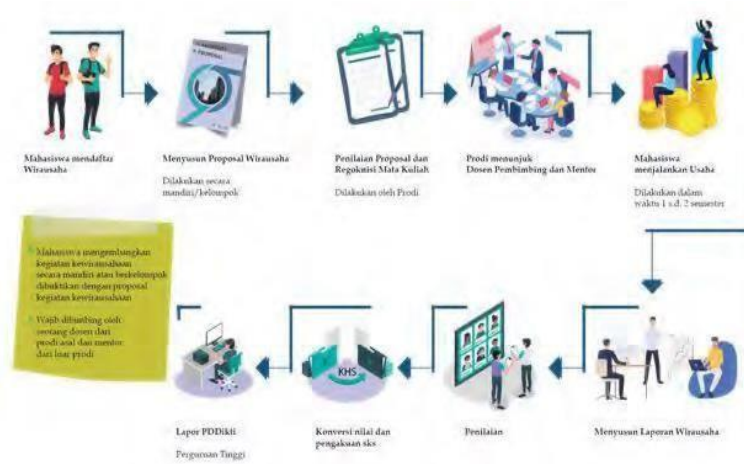 PROPOSAL
Mahasiswa mendaftar
Wirausaha
Menyusun Proposal Wirausaha
Dilakukan secara
mandiri/kelompok
Penilaian Proposal dan
Regoknisi Mata Kuliah
Dilakukan oleh Prodi
Prodi menunjuk
Dosen Pembimbing dan Mentor
Mahasiswa
menjalankan Usaha
Dilakukan dalam
waktu 1 s.d. 2 semester
Mahasiswa mengembangkan
kegiatan kewirausahaan
secara mandiri atau berkelompok
dibuktikan dengan proposal
kegiatan kewirausahaan
Wajib dibimbing oleh
seorang dosen dari
prodi asal dan mentor
dari luar prodi
KHS
Lapor PDDikti
Perguruan Tinggi
Konversi nilai dan
pengakuan sks
Penilaian
Menyusun Laporan Wirausaha